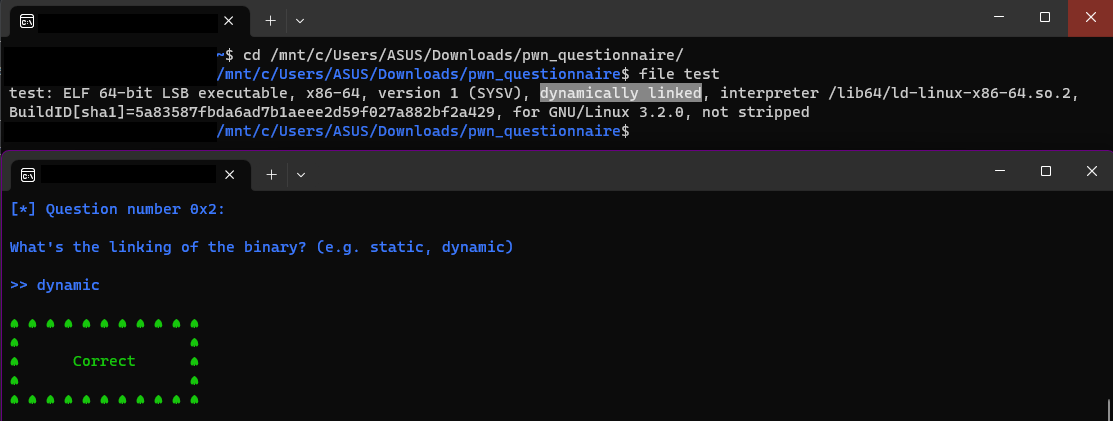 ~$ cd /mnt/c/Users/ASUS/Downloads/pwn_questionnaire/
/mnt/c/Users/ASUS/Downloads/pwn_questionnaire$ file test
test: ELF 64-bit LSB executable, x86-64, version 1 (SYSV), dynamically linked, interpreter /lib64/ld-linux-x86-64.so.2,
BuildID[sha1]=5a83587fbda6ad7b1aeee2d59f027a882bf2a429, for GNU/Linux 3.2.0, not stripped
/mnt/c/Users/ASUS/Downloads/pwn_questionnaire$
[*] Question number 0x2:
What's the linking of the binary? (e.g. static, dynamic)
>> dynamic
♠ ♠ ♠ ♠ ♠ ♠ ♠ ♠ ♠ ♠ ♠
♠ ♠
♠ Correct ♠
♠ ♠
♠ ♠ ♠ ♠ ♠ ♠ ♠ ♠ ♠ ♠ ♠